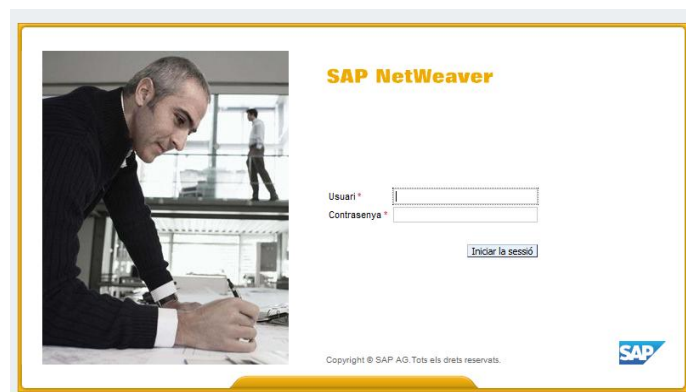 SAP NetWeaver
Usuari *
Contrasenya *
Iniciar la sessió
Copyright © SAP AG.Tots els drets reservats.
SAP